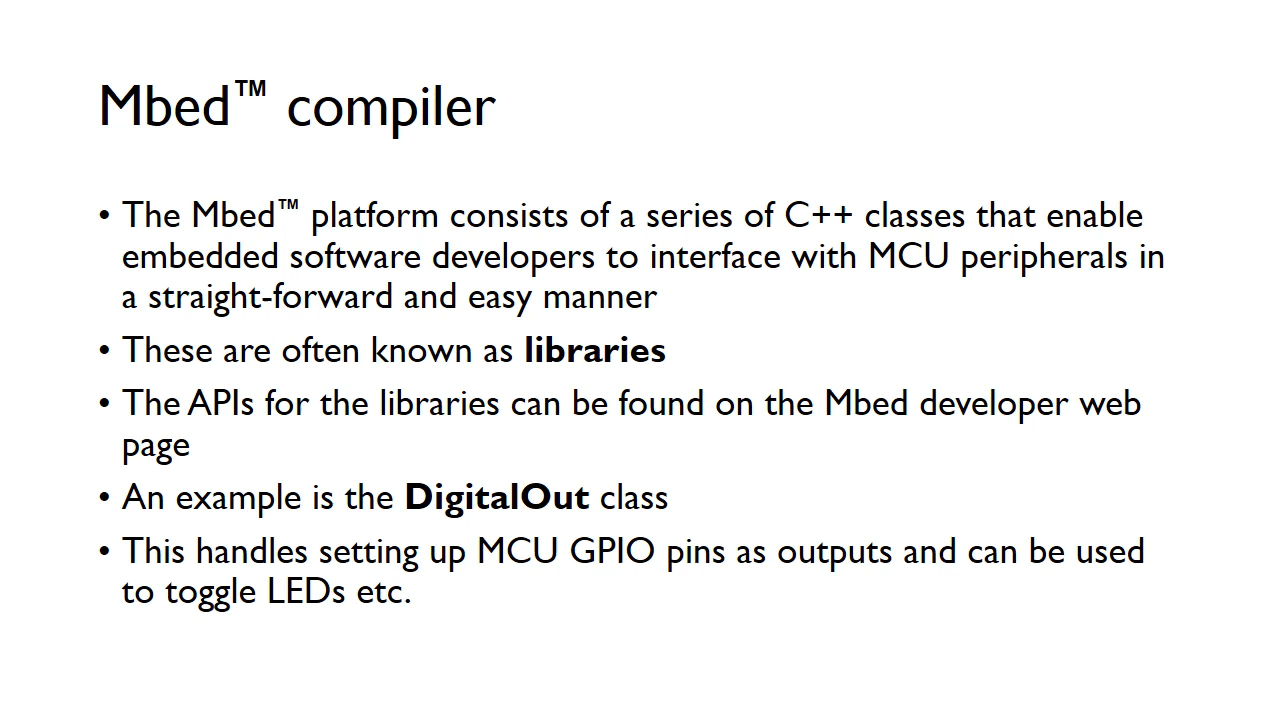 Mbed™ compiler
• The Mbed™ platform consists of a series of C++ classes that enable
embedded software developers to interface with MCU peripherals in
a straight-forward and easy manner
• These are often known as libraries
• The APIs for the libraries can be found on the Mbed developer web
page
• An example is the DigitalOut class
• This handles setting up MCU GPIO pins as outputs and can be used
to toggle LEDs etc.